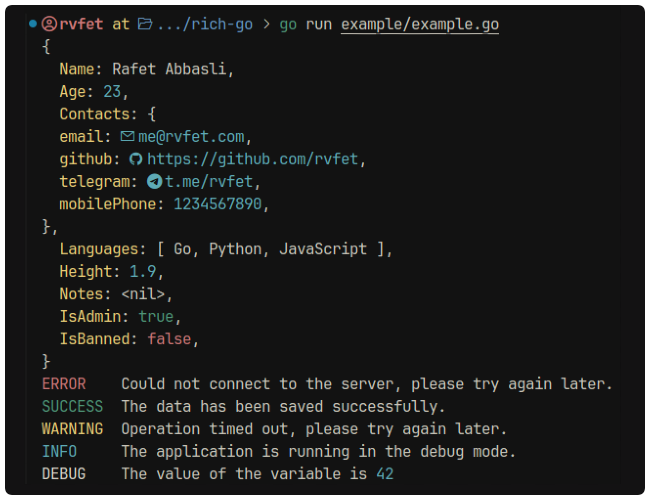 rvfet at .../rich-go > go run example/example.go
{
  Name: Rafet Abbasli,
  Age: 23,
  Contacts: {
  email: me@rvfet.com,
  github: https://github.com/rvfet,
  telegram: t.me/rvfet,
  mobilePhone: 1234567890,
},
  Languages: [ Go, Python, JavaScript ],
  Height: 1.9,
  Notes: <nil>,
  IsAdmin: true,
  IsBanned: false,
}
ERROR    Could not connect to the server, please try again later.
SUCCESS  The data has been saved successfully.
WARNING  Operation timed out, please try again later.
INFO     The application is running in the debug mode.
DEBUG    The value of the variable is 42